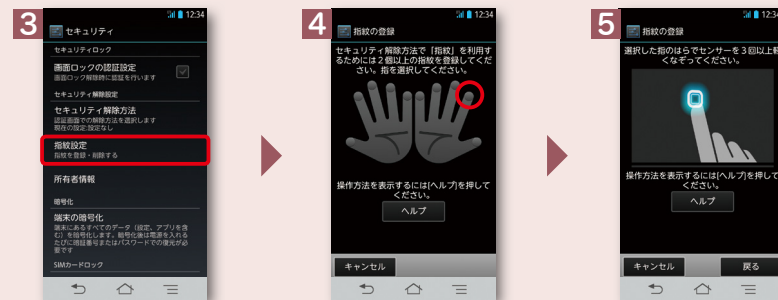 3
12:34
セキュリティ
セキュリティロック
画面ロックの認証設定
画面ロック解除時に認証を行います
セキュリティ解除設定
セキュリティ解除方法
認証画面での解除方法を選択します
現在の設定:設定なし
指紋設定
指紋を登録・削除する
所有者情報
暗号化
端末の暗号化
端末にあるすべてのデータ（設定、アプリを含
む）を暗号化します。暗号化後は電源を入れる
たびに暗証番号またはパスワードでの復元が必
要です
SIMカードロック
4
12:34
指紋の登録
セキュリティ解除方法で「指紋」を利用す
るためには2個以上の指紋を登録してくだ
さい。指を選択してください。
操作方法を表示するには[ヘルプ]を押して
ください。
ヘルプ
キャンセル
5
12:34
指紋の登録
選択した指のはらでセンサーを３回以上軽
くなぞってください。
操作方法を表示するには[ヘルプ]を押して
ください。
ヘルプ
キャンセル
戻る